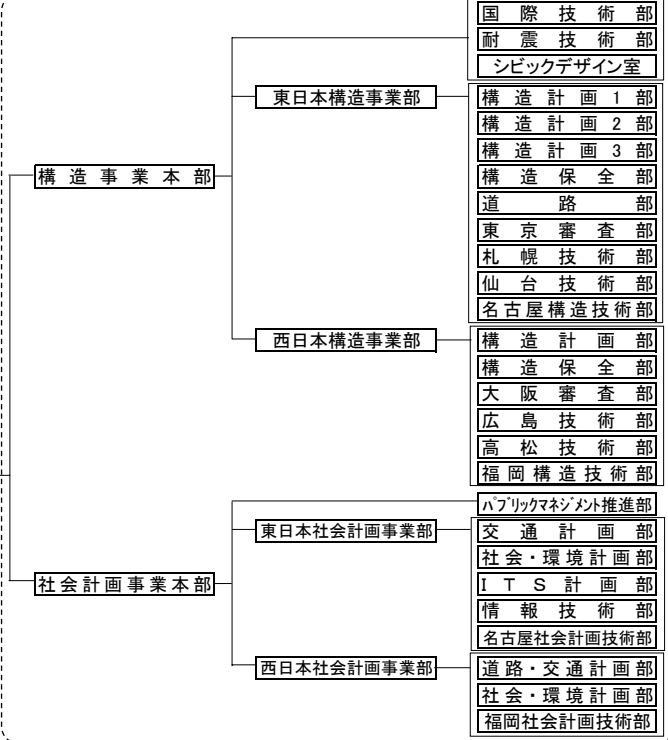 国際技術部
耐震技術部
シビックデザイン室
東日本構造事業部
構造計画1部
構造計画2部
構造計画3部
構造事業本部
構造保全部
道路部
東京審査部
札幌技術部
仙台技術部
名古屋構造技術部
西日本構造事業部
構造計画部
構造保全部
大阪審査部
広島技術部
高松技術部
福岡構造技術部
パブリックマネジメント推進部
東日本社会計画事業部
交通計画部
社会・環境計画部
社会計画事業本部
ITS計画部
情報技術部
名古屋社会計画技術部
西日本社会計画事業部
道路・交通計画部
社会・環境計画部
福岡社会計画技術部